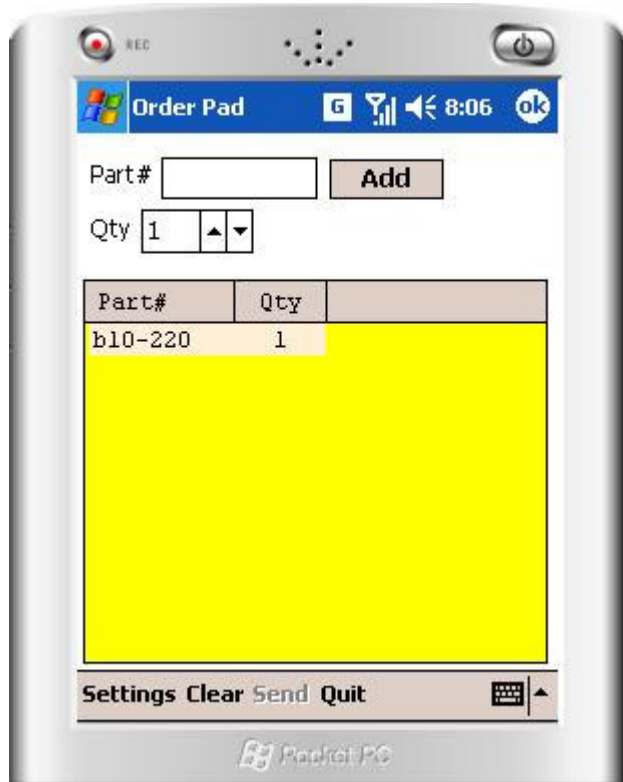 REC
Order Pad G 8:06 ok
Part# Add
Qty 1
Part# Qty
b10-220 1
Settings Clear Send Quit
Pocket PC